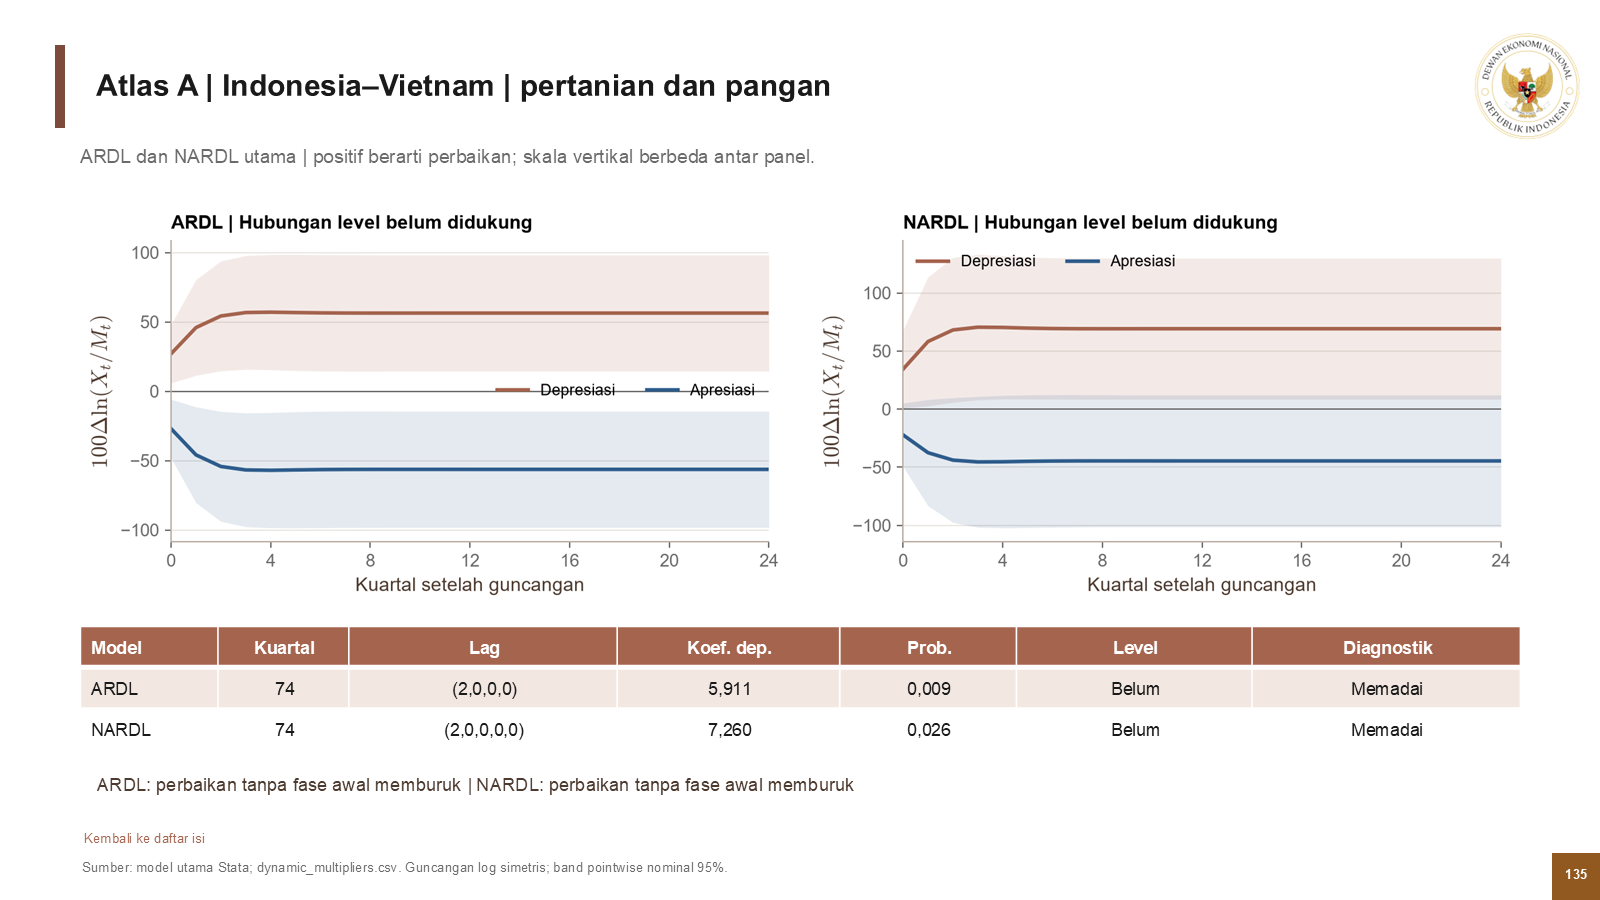 Atlas A | Indonesia–Vietnam | pertanian dan pangan
DEWAN EKONOMI NASIONAL
REPUBLIK INDONESIA
ARDL dan NARDL utama | positif berarti perbaikan; skala vertikal berbeda antar panel.
ARDL | Hubungan level belum didukung
100Δln(Xt/Mt)
100
50
0
−50
−100
Depresiasi Apresiasi
0 4 8 12 16 20 24
Kuartal setelah guncangan
NARDL | Hubungan level belum didukung
100Δln(Xt/Mt)
Depresiasi Apresiasi
100
50
0
−50
−100
0 4 8 12 16 20 24
Kuartal setelah guncangan
Model Kuartal Lag Koef. dep. Prob. Level Diagnostik
ARDL 74 (2,0,0,0) 5,911 0,009 Belum Memadai
NARDL 74 (2,0,0,0,0) 7,260 0,026 Belum Memadai
ARDL: perbaikan tanpa fase awal memburuk | NARDL: perbaikan tanpa fase awal memburuk
Kembali ke daftar isi
Sumber: model utama Stata; dynamic_multipliers.csv. Guncangan log simetris; band pointwise nominal 95%.
135